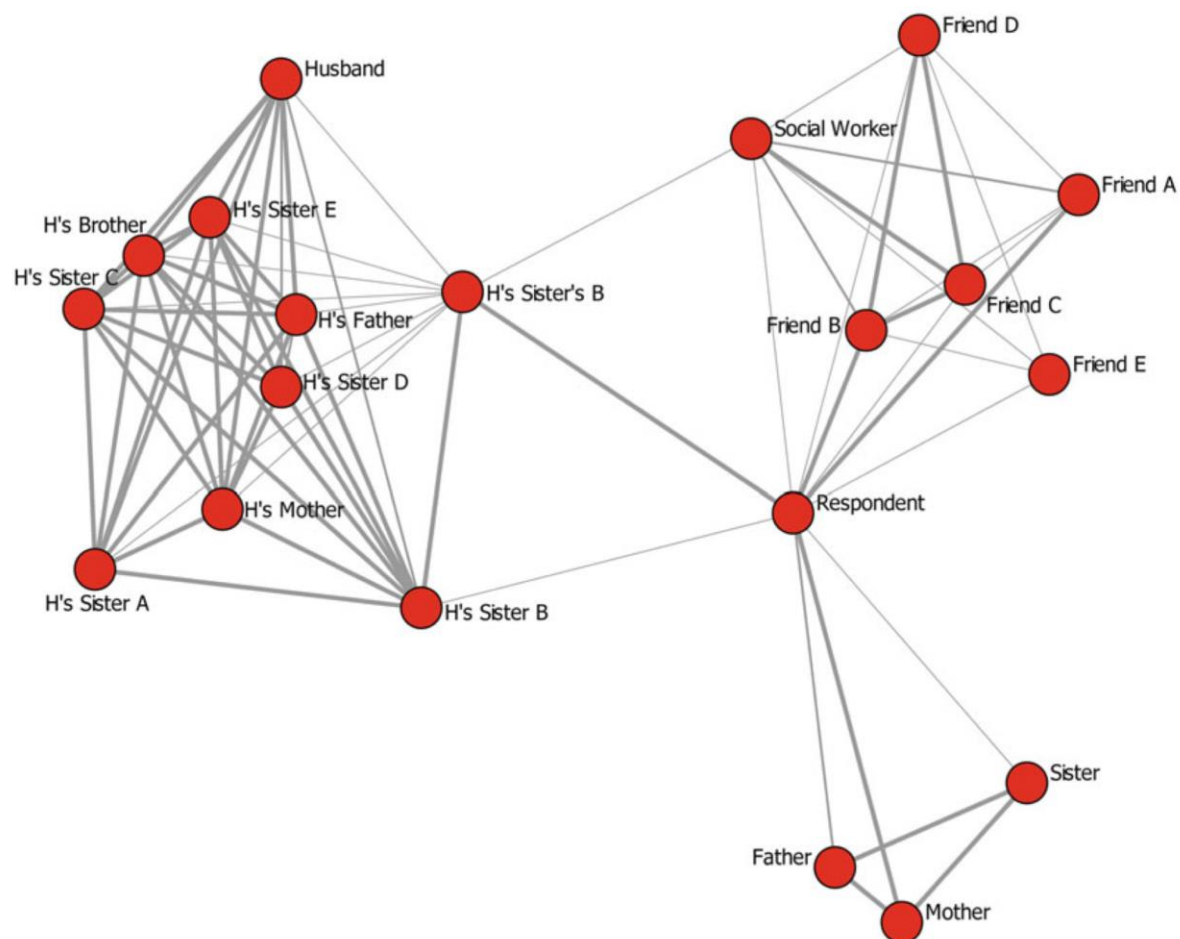 Friend D
Husband
Social Worker
Friend A
H's Sister E
H's Brother
H's Sister C
H's Sister's B
H's Father
Friend C
Friend B
Friend E
H's Sister D
Respondent
H's Mother
H's Sister A
H's Sister B
Sister
Father
Mother